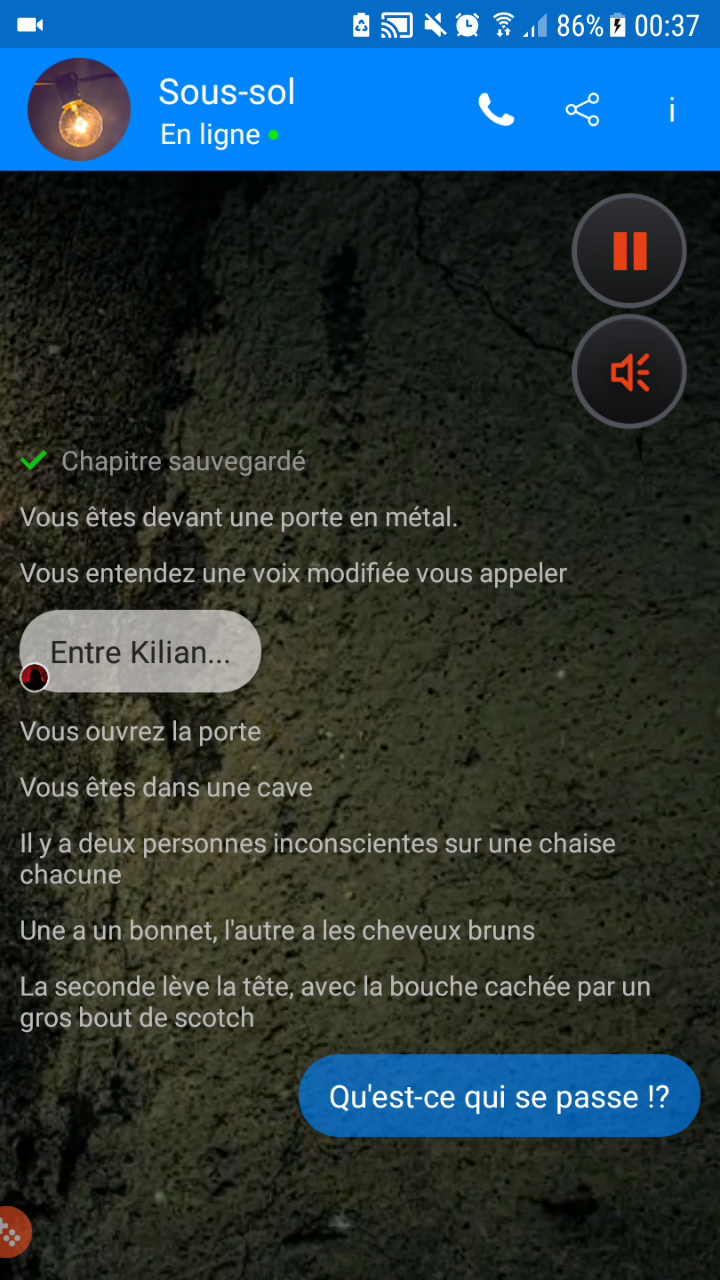 86% 00:37
Sous-sol
En ligne
i
Chapitre sauvegardé
Vous êtes devant une porte en métal.
Vous entendez une voix modifiée vous appeler
Entre Kilian...
Vous ouvrez la porte
Vous êtes dans une cave
Il y a deux personnes inconscientes sur une chaise
chacune
Une a un bonnet, l'autre a les cheveux bruns
La seconde lève la tête, avec la bouche cachée par un
gros bout de scotch
Qu'est-ce qui se passe !?